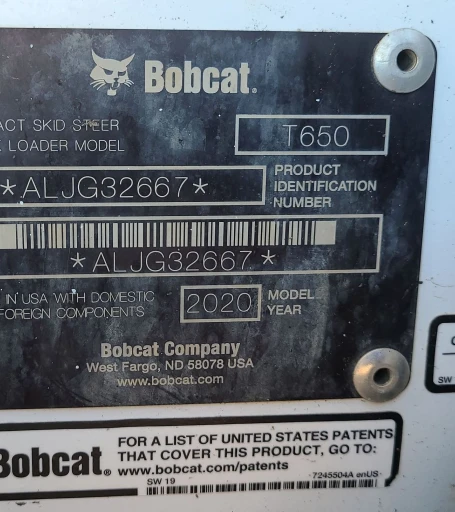 Bobcat.
ACT SKID STEER
LOADER MODEL
T650
*ALJG32667*
PRODUCT
IDENTIFICATION
NUMBER
*ALJG32667*
IN USA WITH DOMESTIC
FOREIGN COMPONENTS
2020
MODEL
YEAR
Bobcat Company
West Fargo, ND 58078 USA
www.bobcat.com
SW
Bobcat.
FOR A LIST OF UNITED STATES PATENTS
THAT COVER THIS PRODUCT, GO TO:
www.bobcat.com/patents
SW 19
-7245504A enUS-